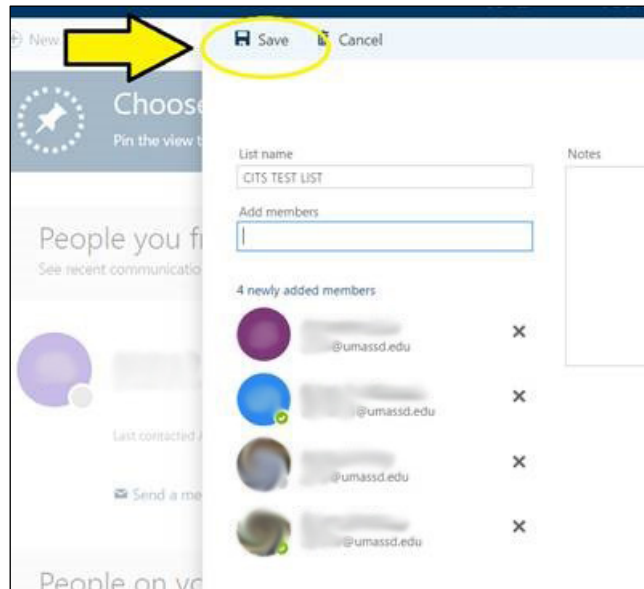 New
Save
Cancel
Choose
Pin the view t
List name
Notes
CITS TEST LIST
Add members
People you f
See recent communicatio
4 newly added members
@umassd.edu
@umassd.edu
Last contacted
@umassd.edu
Send a me
@umassd.edu
People on yo